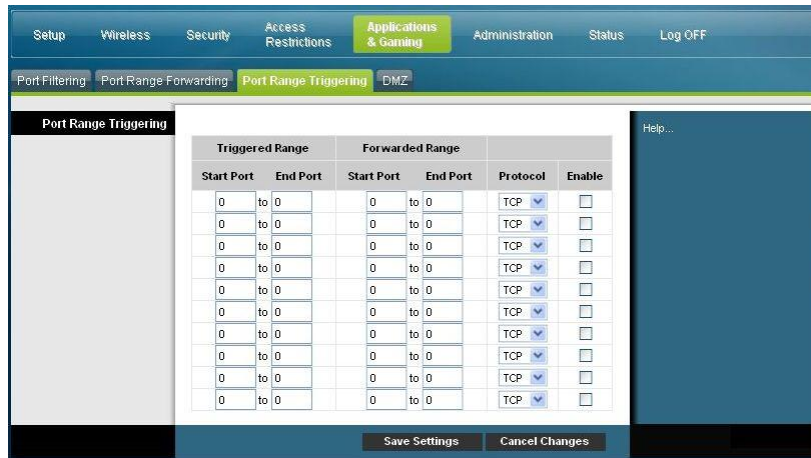 Setup Wireless Security Access Restrictions Applications & Gaming Administration Status Log OFF
Port Filtering Port Range Forwarding Port Range Triggering DMZ
Port Range Triggering
Help...
Triggered Range Forwarded Range
Start Port End Port Start Port End Port Protocol Enable
0 to 0 0 to 0 TCP
0 to 0 0 to 0 TCP
0 to 0 0 to 0 TCP
0 to 0 0 to 0 TCP
0 to 0 0 to 0 TCP
0 to 0 0 to 0 TCP
0 to 0 0 to 0 TCP
0 to 0 0 to 0 TCP
0 to 0 0 to 0 TCP
0 to 0 0 to 0 TCP
Save Settings Cancel Changes